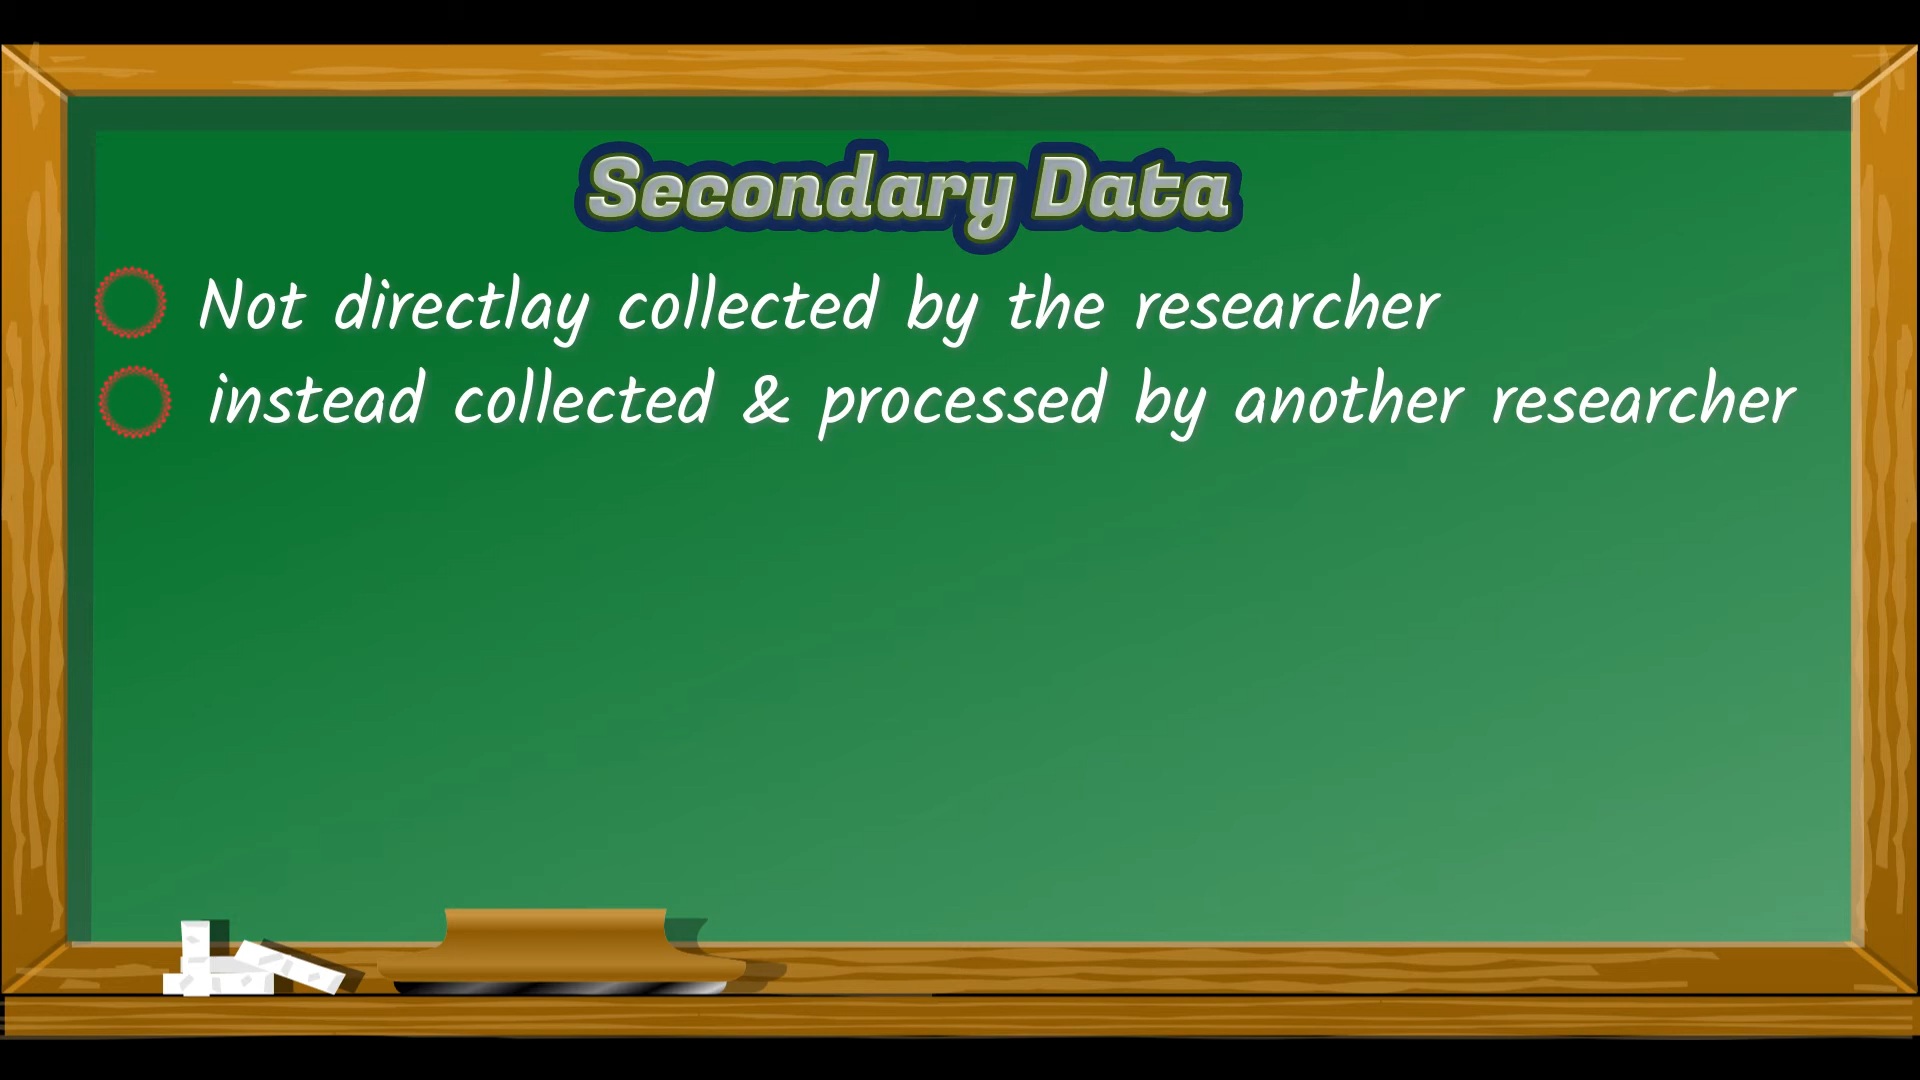 Secondary Data
Not directlay collected by the researcher
instead collected & processed by another researcher